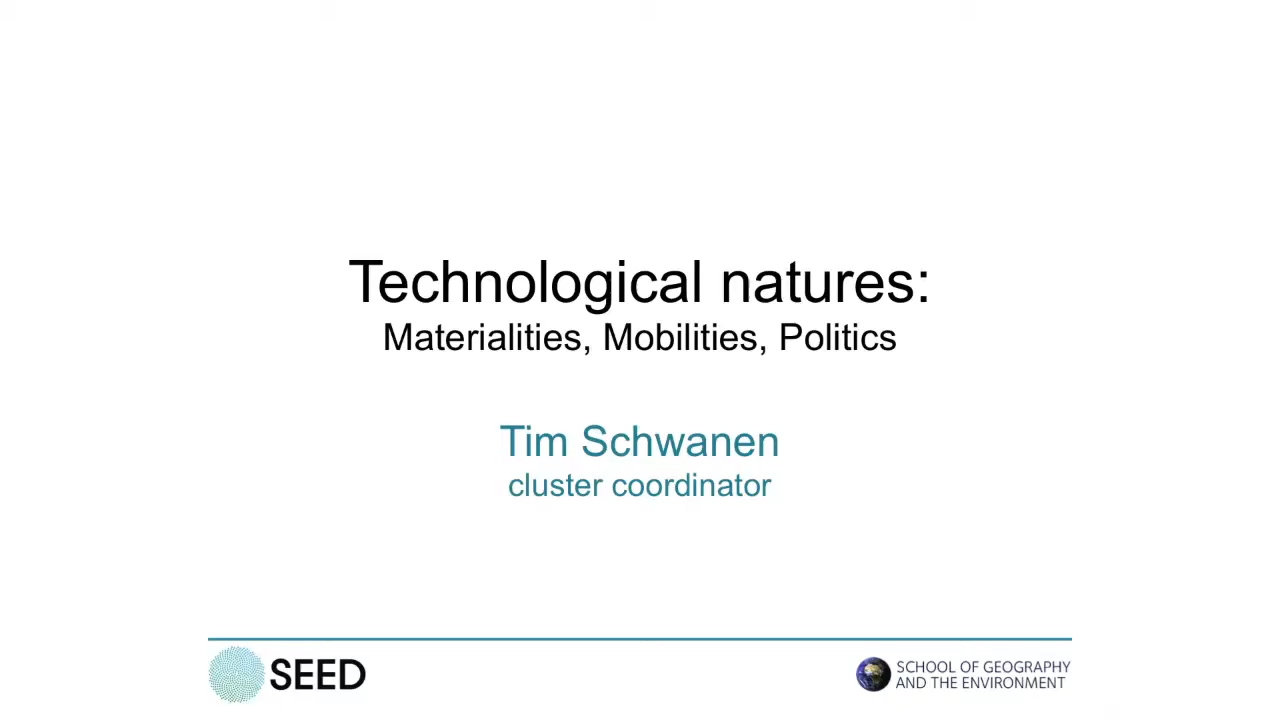 Technological natures:
Materialities, Mobilities, Politics
Tim Schwanen
cluster coordinator
SEED
SCHOOL OF GEOGRAPHY
AND THE ENVIRONMENT